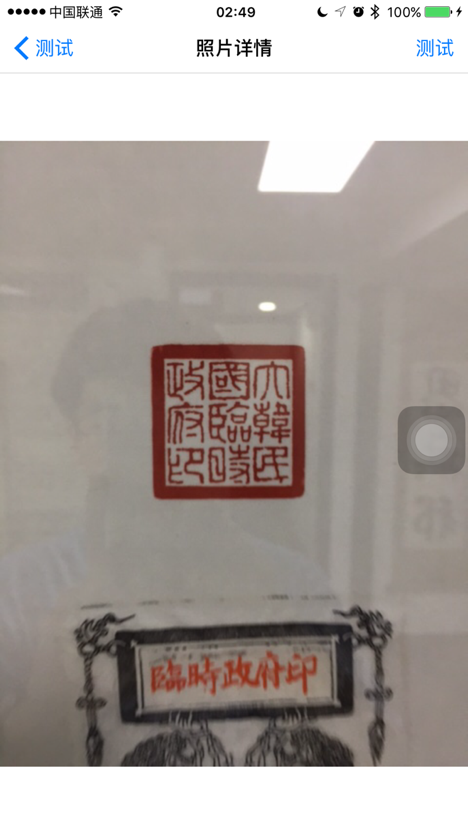 中国联通
02:49
100%
测试
照片详情
测试
大韓民
國臨時
政府印
臨時政府印